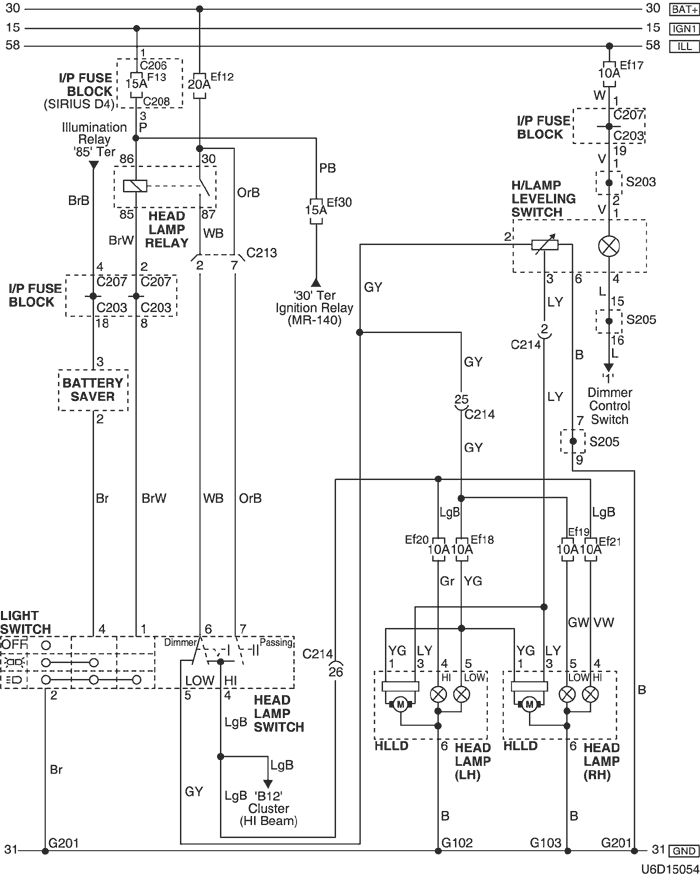 30 30 BAT+
15 15 IGN1
58 58 ILL
1
C206
15A F13
I/P FUSE
BLOCK
(SIRIUS D4)
C208
3
P
20A Ef12
10A Ef17
W 1
I/P FUSE
BLOCK
C207
C203
19
V 1
S203
2
V 1
Illumination
Relay
'85' Ter
86 30
BrB
85 87
HEAD
LAMP
RELAY
BrW
WB
OrB
PB
15A Ef30
C213
2 7
'30' Ter
Ignition Relay
(MR-140)
H/LAMP
LEVELING
SWITCH
2
3 6 4
LY
L 15
S205
16
L
Dimmer
Control
Switch
2
C214
B
LY
7
S205
9
I/P FUSE
BLOCK
4 2
C207 C207
C203 C203
18 8
3
BATTERY
SAVER
2
GY
GY
25
C214
GY
Br BrW WB OrB
LgB LgB
Ef20 10A 10A Ef18
Ef19 10A 10A Ef21
Gr YG
GW VW
LIGHT
SWITCH
4 1 6 7
OFF
Dimmer Passing
LOW HI
2 5 4
HEAD
LAMP
SWITCH
C214
26
LgB
LgB
GY LgB
'B12'
Cluster
(HI Beam)
Br
YG LY
1 3 4 5
HI LOW
M
HLLD
6
HEAD
LAMP
(LH)
YG LY
1 3 5 4
LOW HI
M
HLLD
6
HEAD
LAMP
(RH)
B
B B
31 G201 G102 G103 G201 31 GND
U6D15054